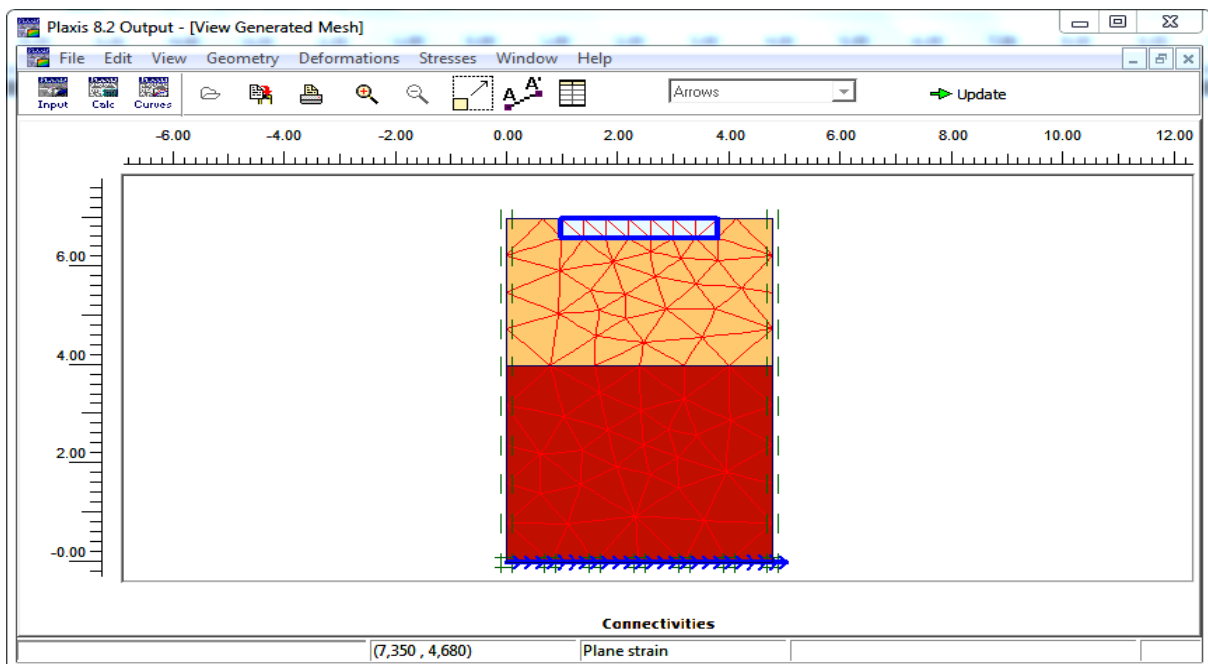 Plaxis 8.2 Output - [View Generated Mesh]
File Edit View Geometry Deformations Stresses Window Help
Input Calc Curves Arrows Update
-6.00 -4.00 -2.00 0.00 2.00 4.00 6.00 8.00 10.00 12.00
6.00
4.00
2.00
-0.00
Connectivities
(7,350 , 4,680) Plane strain